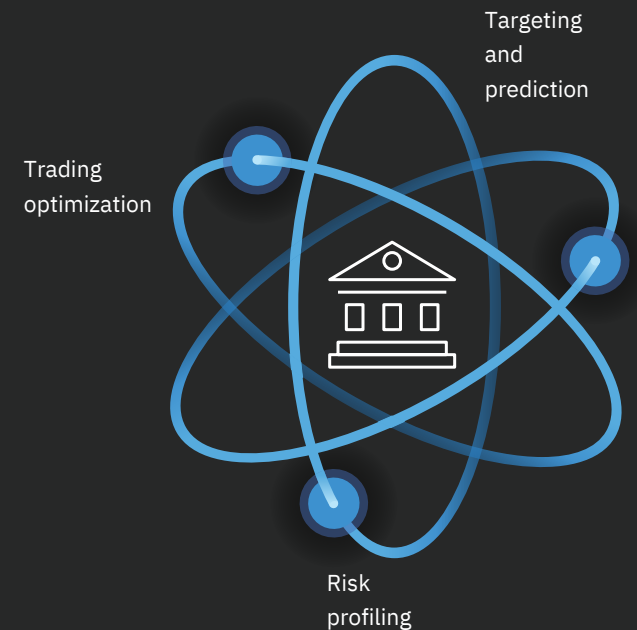 Targeting
and
prediction
Trading
optimization
Risk
profiling